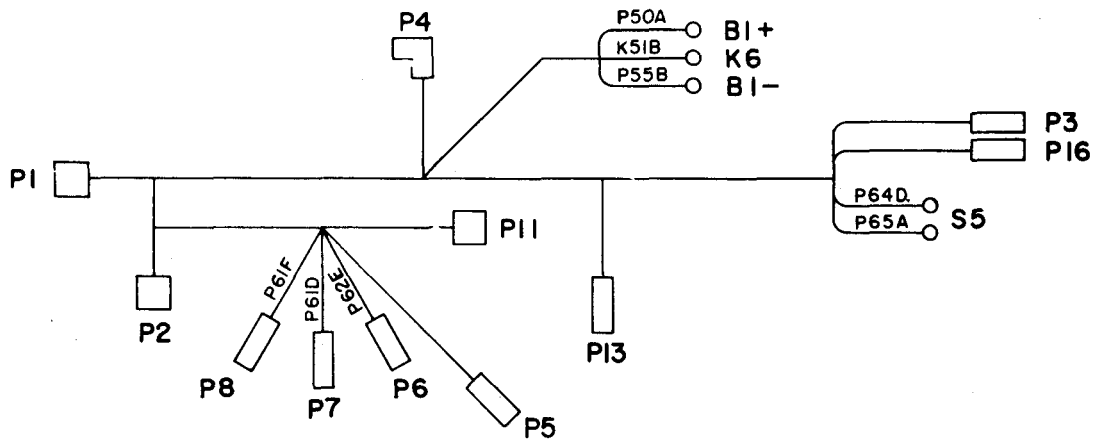 P4
P50A
B1+
K51B
K6
P55B
B1-
P3
P16
P1
P64D.
P65A
S5
P11
P61F
P61D
P62E
P2
P8
P7
P6
P5
P13